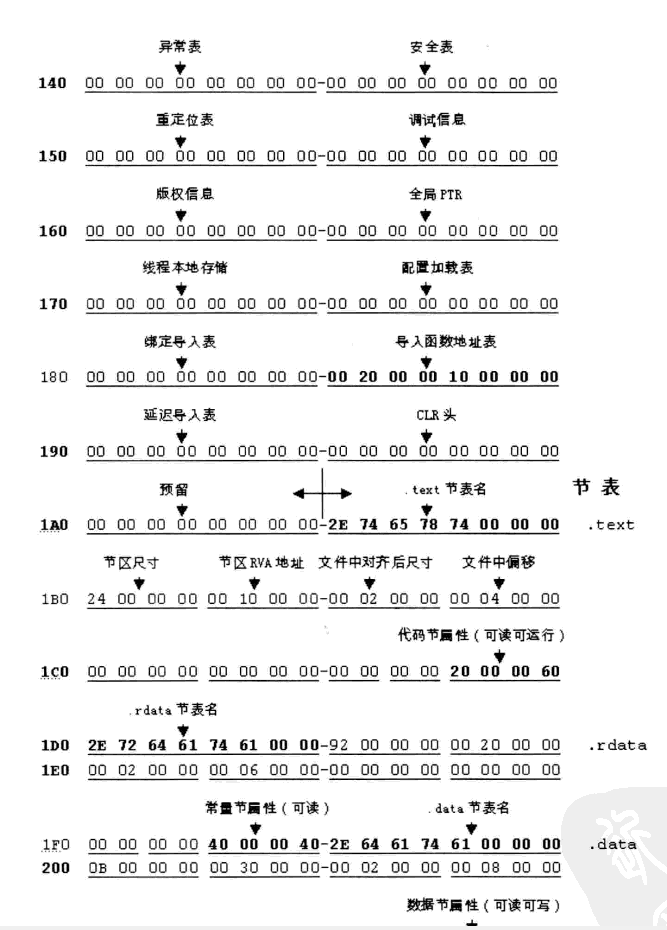 异常表 安全表
140 00 00 00 00 00 00 00 00-00 00 00 00 00 00 00 00
重定位表 调试信息
150 00 00 00 00 00 00 00 00-00 00 00 00 00 00 00 00
版权信息 全局 PTR
160 00 00 00 00 00 00 00 00-00 00 00 00 00 00 00 00
线程本地存储 配置加载表
170 00 00 00 00 00 00 00 00-00 00 00 00 00 00 00 00
绑定导入表 导入函数地址表
180 00 00 00 00 00 00 00 00-00 20 00 00 10 00 00 00
延迟导入表 CLR 头
190 00 00 00 00 00 00 00 00-00 00 00 00 00 00 00 00
预留 .text 节表名 节 表
1A0 00 00 00 00 00 00 00 00-2E 74 65 78 74 00 00 00 .text
节区尺寸 节区 RVA 地址 文件中对齐后尺寸 文件中偏移
1B0 24 00 00 00 00 10 00 00-00 02 00 00 00 04 00 00
代码节属性（可读可运行）
1C0 00 00 00 00 00 00 00 00-00 00 00 00 20 00 00 60
.rdata 节表名
1D0 2E 72 64 61 74 61 00 00-92 00 00 00 00 20 00 00 .rdata
1E0 00 02 00 00 00 06 00 00-00 00 00 00 00 00 00 00
常量节属性（可读） .data 节表名
1F0 00 00 00 00 40 00 00 40-2E 64 61 74 61 00 00 00 .data
200 0B 00 00 00 00 30 00 00-00 02 00 00 00 08 00 00
数据节属性（可读可写）